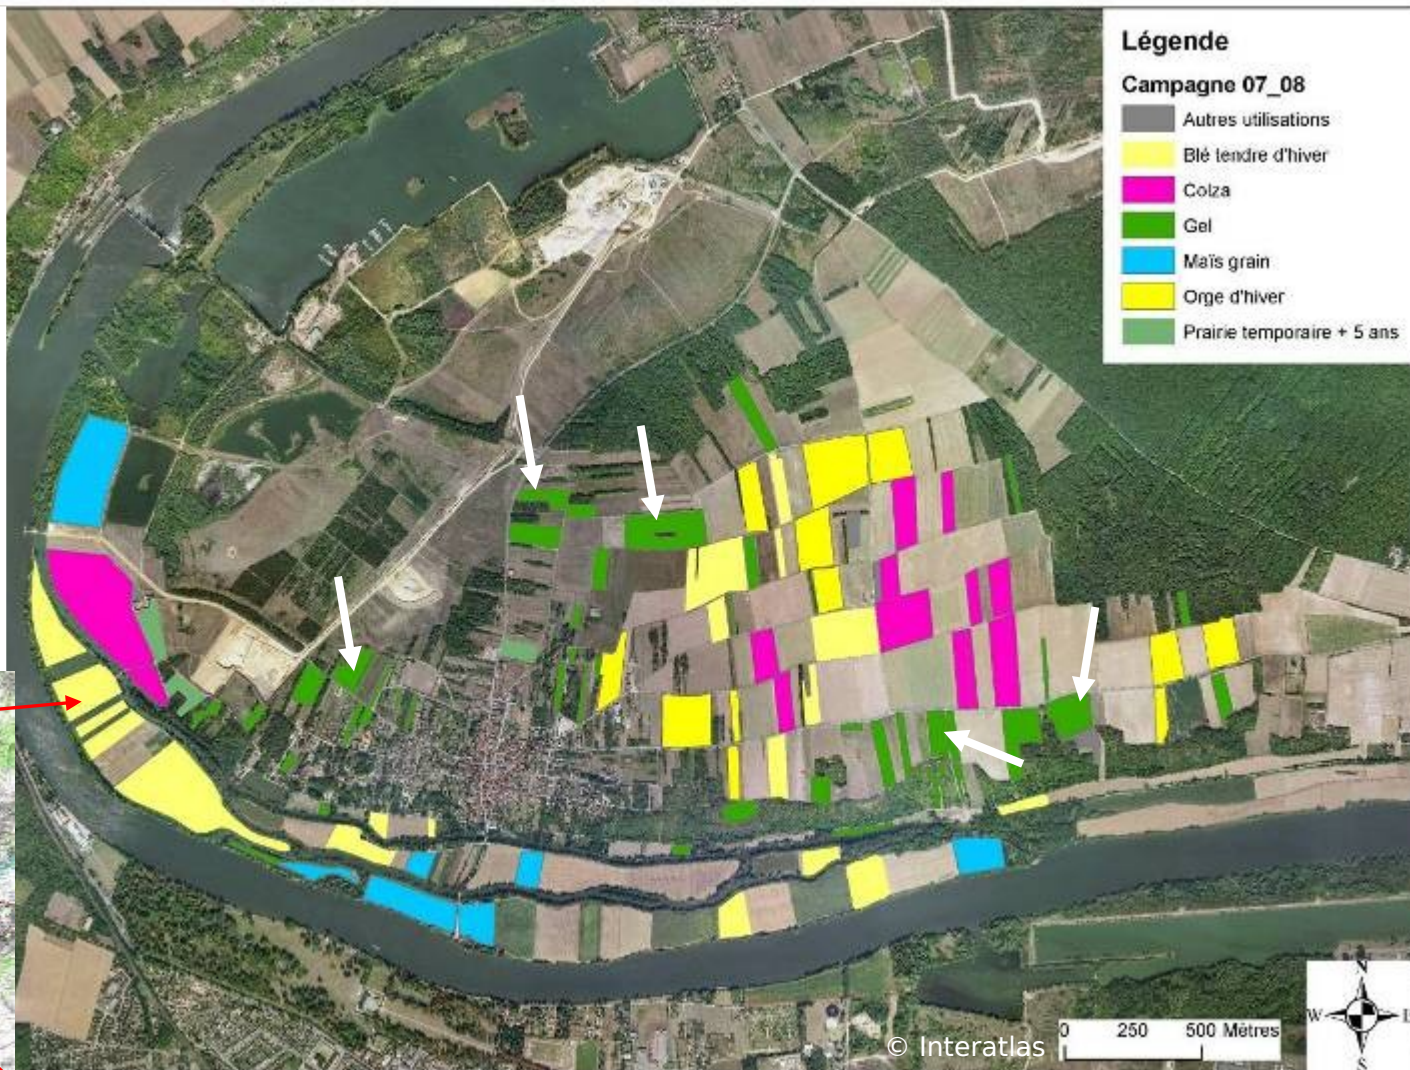 Légende
Campagne 07_08
Autres utilisations
Blé tendre d'hiver
Colza
Gel
Maïs grain
Orge d'hiver
Prairie temporaire + 5 ans
N
W
E
S
0 250 500 Mètres
© Interatlas